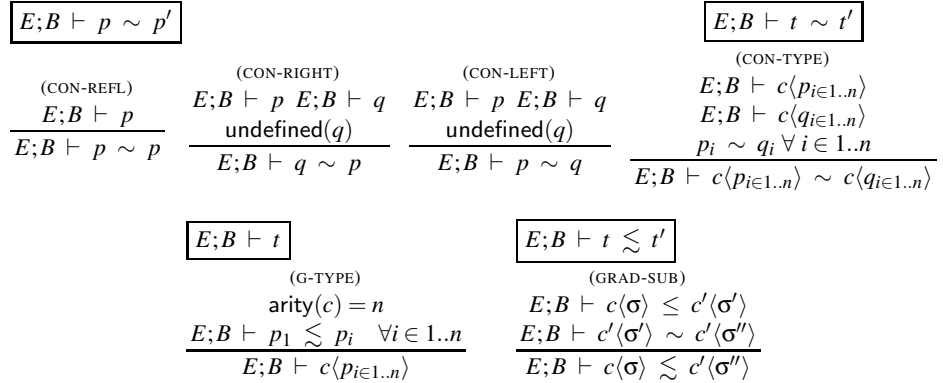 E;B ⊢ p ∼ p′
E;B ⊢ t ∼ t′
(CON-REFL)
E;B ⊢ p
E;B ⊢ p ∼ p
(CON-RIGHT)
E;B ⊢ p E;B ⊢ q
undefined(q)
E;B ⊢ q ∼ p
(CON-LEFT)
E;B ⊢ p E;B ⊢ q
undefined(q)
E;B ⊢ p ∼ q
(CON-TYPE)
E;B ⊢ c⟨p_{i∈1..n}⟩
E;B ⊢ c⟨q_{i∈1..n}⟩
p_i ∼ q_i ∀ i ∈ 1..n
E;B ⊢ c⟨p_{i∈1..n}⟩ ∼ c⟨q_{i∈1..n}⟩
E;B ⊢ t
(G-TYPE)
arity(c) = n
E;B ⊢ p_1 ≲ p_i ∀i ∈ 1..n
E;B ⊢ c⟨p_{i∈1..n}⟩
E;B ⊢ t ≲ t′
(GRAD-SUB)
E;B ⊢ c⟨σ⟩ ≤ c′⟨σ′⟩
E;B ⊢ c′⟨σ′⟩ ∼ c′⟨σ″⟩
E;B ⊢ c⟨σ⟩ ≲ c′⟨σ″⟩